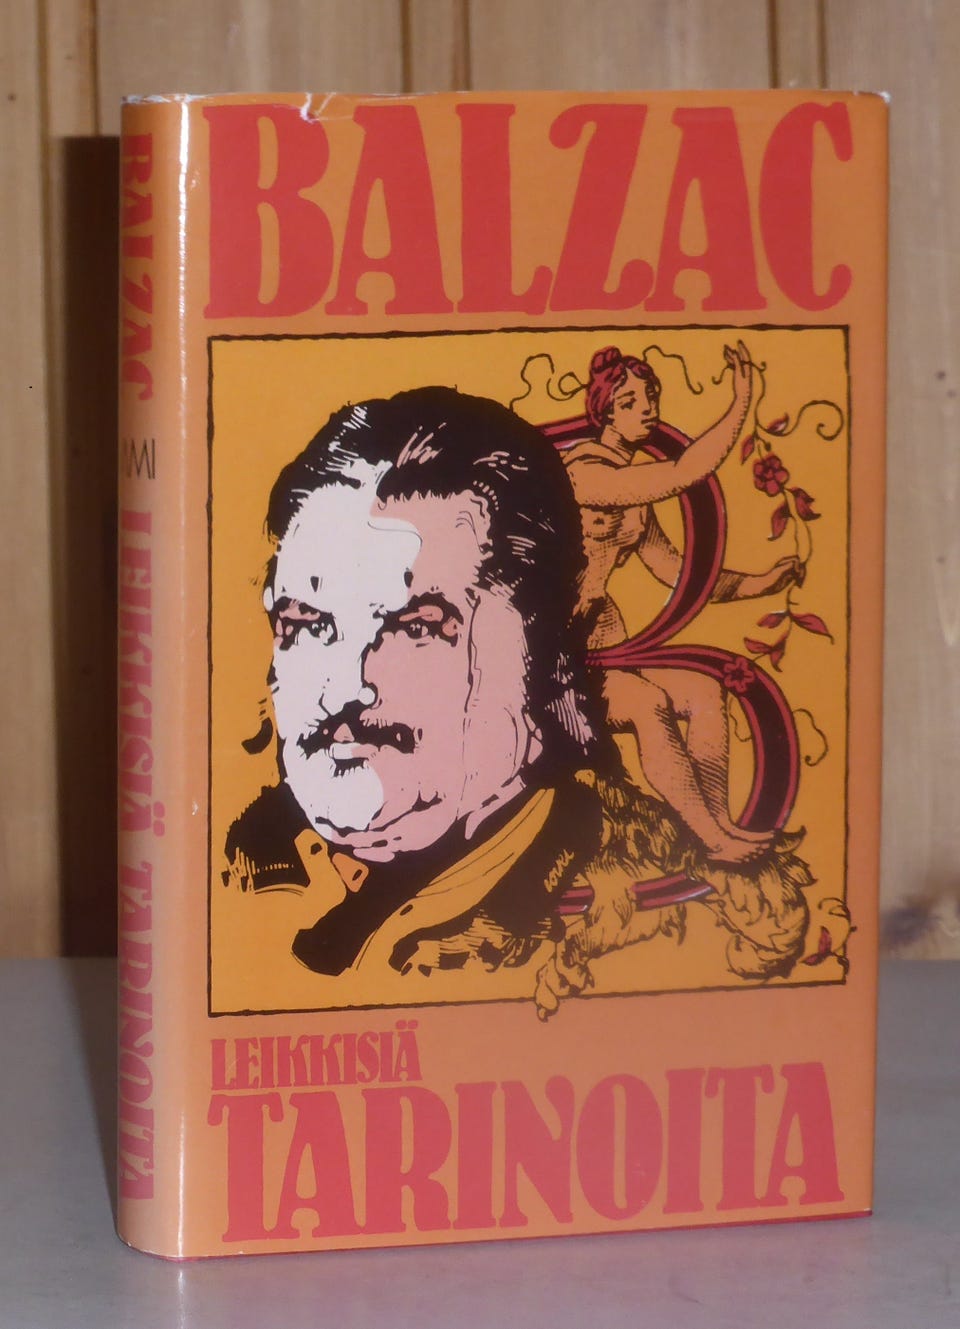 BALZAC
LEIKKISIÄ
TARINOITA
BALZAC LEIKKISIÄ TARINOITA